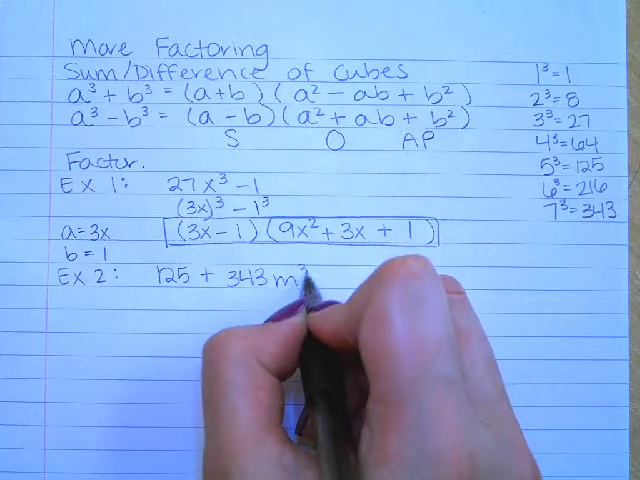 More Factoring
Sum/Difference of Cubes
a³ + b³ = (a+b)(a² - ab + b²)
a³ - b³ = (a - b)(a² + ab + b²)
S O AP
Factor.
Ex 1: 27x³ - 1
(3x)³ - 1³
a=3x (3x - 1)(9x² + 3x + 1)
b = 1
Ex 2: 125 + 343m³
1³ = 1
2³ = 8
3³ = 27
4³ = 64
5³ = 125
6³ = 216
7³ = 343